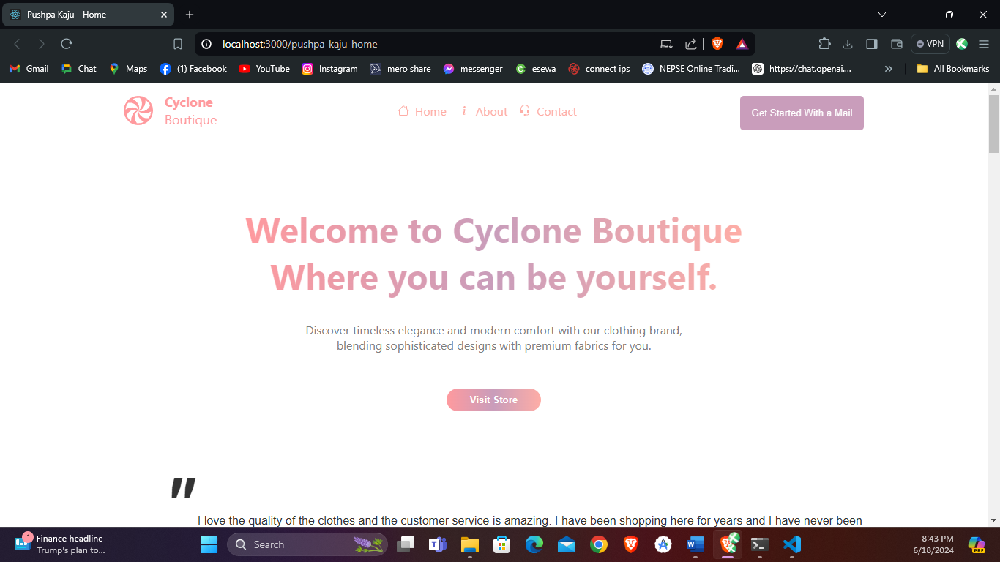 Pushpa Kaju - Home
localhost:3000/pushpa-kaju-home
VPN
Gmail
Chat
Maps
(1) Facebook
YouTube
Instagram
mero share
messenger
esewa
connect ips
NEPSE Online Tradi...
https://chat.openai....
All Bookmarks
Cyclone
Boutique
Home
About
Contact
Get Started With a Mail
Welcome to Cyclone Boutique
Where you can be yourself.
Discover timeless elegance and modern comfort with our clothing brand,
blending sophisticated designs with premium fabrics for you.
Visit Store
"
I love the quality of the clothes and the customer service is amazing. I have been shopping here for years and I have never been
1
Finance headline
Trump's plan to...
Search
8:43 PM
6/18/2024
PRE